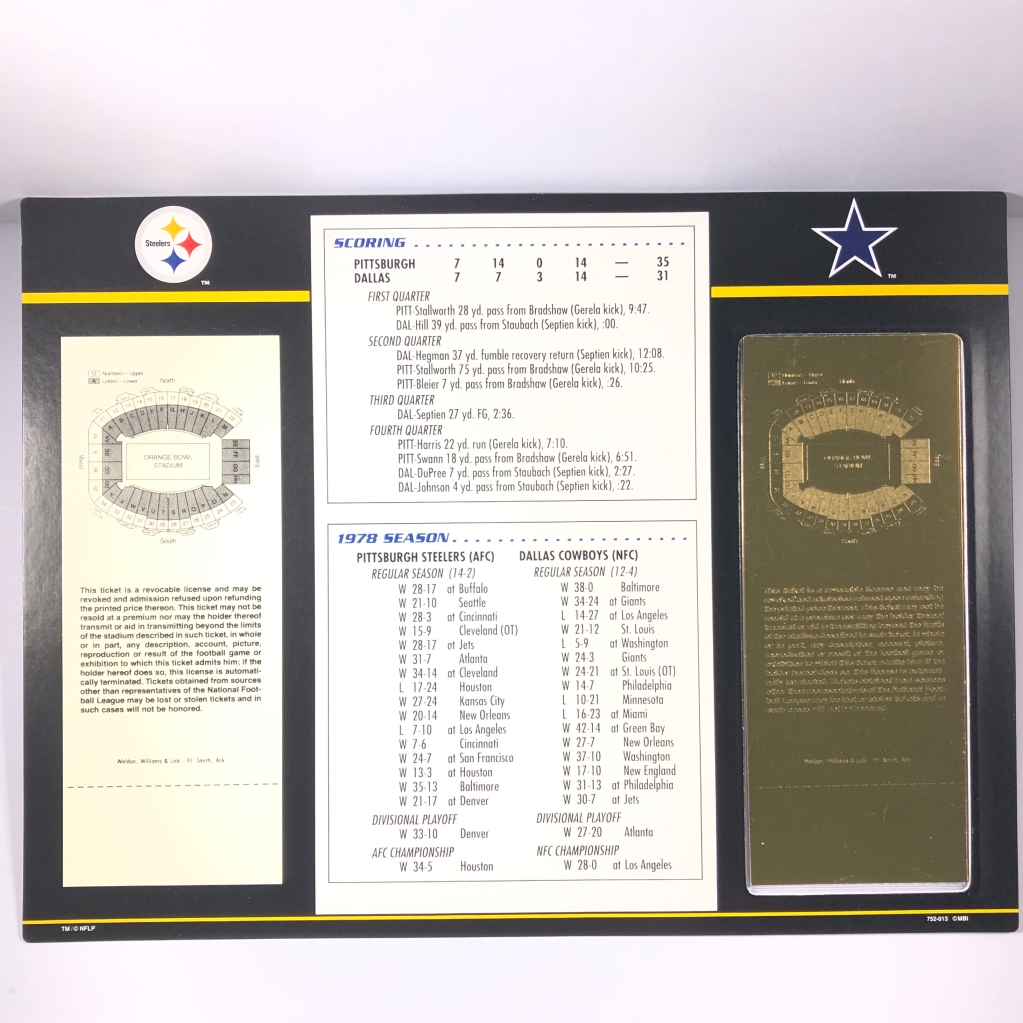 Steelers
TM
TM
SCORING
PITTSBURGH 7 14 0 14 — 35
DALLAS 7 7 3 14 — 31
FIRST QUARTER
PITT-Stallworth 28 yd. pass from Bradshaw (Gerela kick), 9:47.
DAL-Hill 39 yd. pass from Staubach (Septien kick), :00.
SECOND QUARTER
DAL-Hegman 37 yd. fumble recovery return (Septien kick), 12:08.
PITT-Stallworth 75 yd. pass from Bradshaw (Gerela kick), 10:25.
PITT-Bleier 7 yd. pass from Bradshaw (Gerela kick), :26.
THIRD QUARTER
DAL-Septien 27 yd. FG, 2:36.
FOURTH QUARTER
PITT-Harris 22 yd. run (Gerela kick), 7:10.
PITT-Swann 18 yd. pass from Bradshaw (Gerela kick), 6:51.
DAL-DuPree 7 yd. pass from Staubach (Septien kick), 2:27.
DAL-Johnson 4 yd. pass from Staubach (Septien kick), :22.
1978 SEASON
PITTSBURGH STEELERS (AFC)
REGULAR SEASON (14-2)
W 28-17 at Buffalo
W 21-10 Seattle
W 28-3 at Cincinnati
W 15-9 Cleveland (OT)
W 28-17 at Jets
W 31-7 Atlanta
W 34-14 at Cleveland
L 17-24 Houston
W 27-24 Kansas City
W 20-14 New Orleans
L 7-10 at Los Angeles
W 7-6 Cincinnati
W 24-7 at San Francisco
W 13-3 at Houston
W 35-13 Baltimore
W 21-17 at Denver
DIVISIONAL PLAYOFF
W 33-10 Denver
AFC CHAMPIONSHIP
W 34-5 Houston
DALLAS COWBOYS (NFC)
REGULAR SEASON (12-4)
W 38-0 Baltimore
W 34-24 at Giants
L 14-27 at Los Angeles
W 21-12 St. Louis
L 5-9 at Washington
W 24-3 Giants
W 24-21 at St. Louis (OT)
W 14-7 Philadelphia
L 10-21 Minnesota
L 16-23 at Miami
W 42-14 at Green Bay
W 27-7 New Orleans
W 37-10 Washington
W 17-10 New England
W 31-13 at Philadelphia
W 30-7 at Jets
DIVISIONAL PLAYOFF
W 27-20 Atlanta
NFC CHAMPIONSHIP
W 28-0 at Los Angeles
12 Numbers - Upper
A Letters - Lower
North
West
ORANGE BOWL
STADIUM
East
South
This ticket is a revocable license and may be
revoked and admission refused upon refunding
the printed price thereon. This ticket may not be
resold at a premium nor may the holder thereof
transmit or aid in transmitting beyond the limits
of the stadium described in such ticket, in whole
or in part, any description, account, picture,
reproduction or result of the football game or
exhibition to which this ticket admits him; if the
holder hereof does so, this license is automati-
cally terminated. Tickets obtained from sources
other than representatives of the National Foot-
ball League may be lost or stolen tickets and in
such cases will not be honored.
Weldon, Williams & Lick - Ft. Smith, Ark.
North
ORANGE BOWL
STADIUM
South
Weldon, Williams & Lick - Ft. Smith, Ark.
TM/© NFLP
752-013 ©MBI